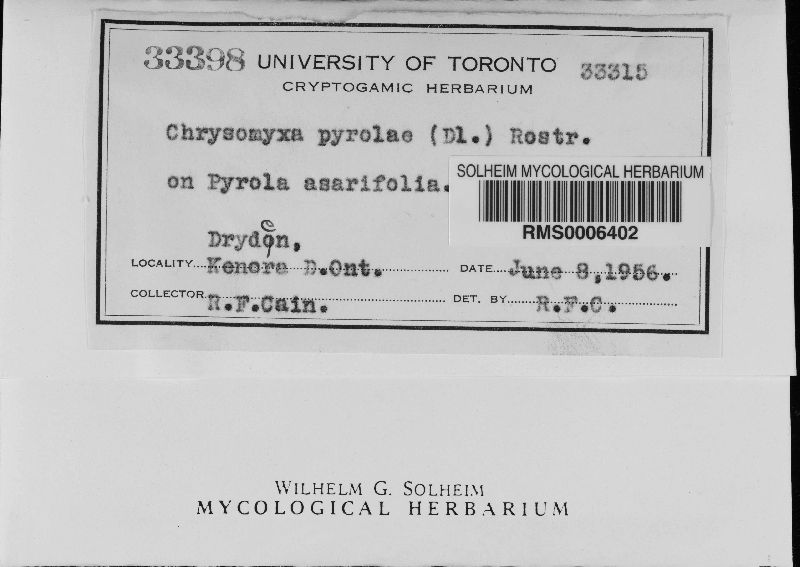 33398 UNIVERSITY OF TORONTO 33315
CRYPTOGAMIC HERBARIUM
Chrysomyxa pyrolae (Dl.) Rostr.
on Pyrola asarifolia.
SOLHEIM MYCOLOGICAL HERBARIUM
RMS0006402
Dryden,
LOCALITY Kenora D.Ont. DATE June 8,1956.
COLLECTOR R.F.Cain. DET. BY R.F.C.
WILHELM G. SOLHEIM
MYCOLOGICAL HERBARIUM